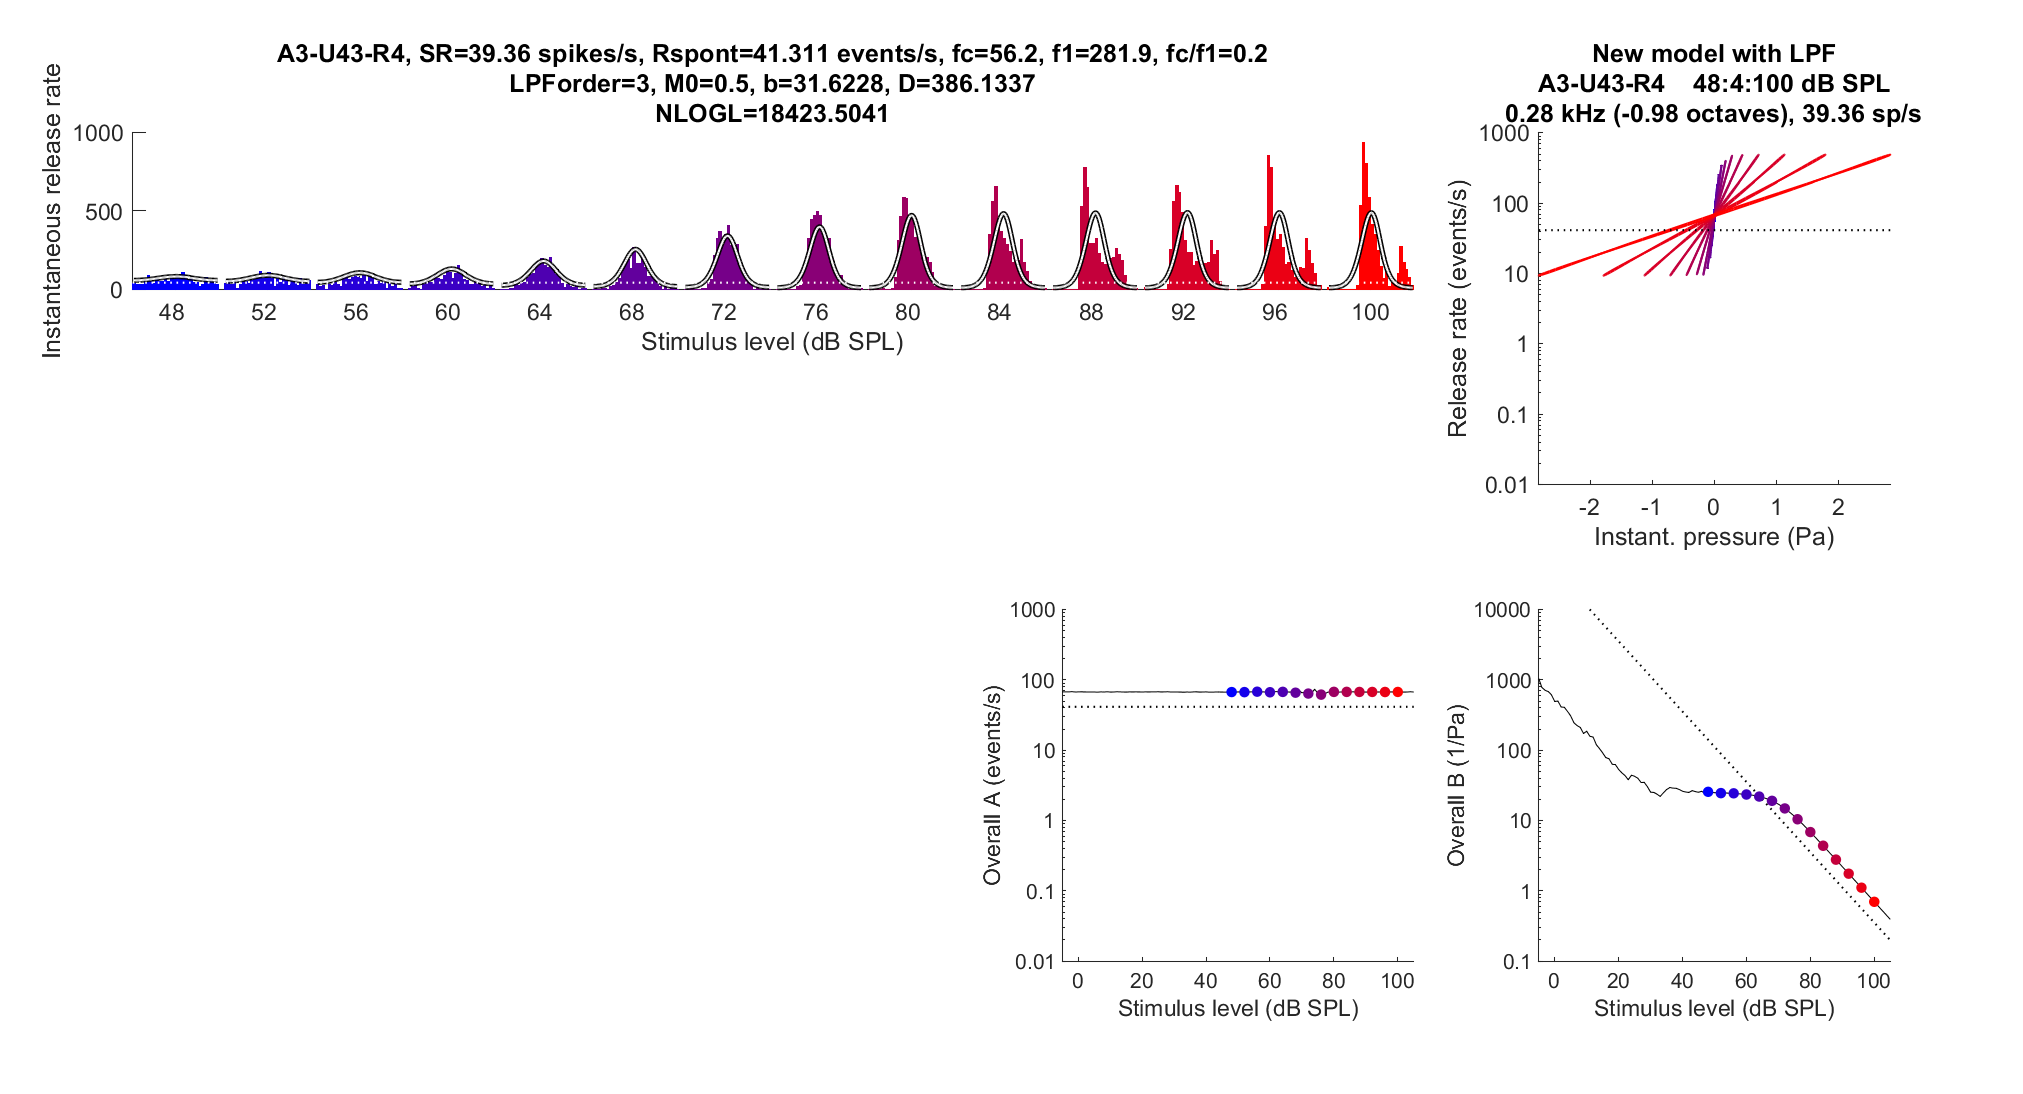 A3-U43-R4, SR=39.36 spikes/s, Rspont=41.311 events/s, fc=56.2, f1=281.9, fc/f1=0.2
LPForder=3, M0=0.5, b=31.6228, D=386.1337
NLOGL=18423.5041
Instantaneous release rate
1000
500
0
48 52 56 60 64 68 72 76 80 84 88 92 96 100
Stimulus level (dB SPL)
New model with LPF
A3-U43-R4 48:4:100 dB SPL
0.28 kHz (-0.98 octaves), 39.36 sp/s
Release rate (events/s)
1000
100
10
1
0.1
0.01
-2 -1 0 1 2
Instant. pressure (Pa)
Overall A (events/s)
1000
100
10
1
0.1
0.01
0 20 40 60 80 100
Stimulus level (dB SPL)
Overall B (1/Pa)
10000
1000
100
10
1
0.1
0 20 40 60 80 100
Stimulus level (dB SPL)